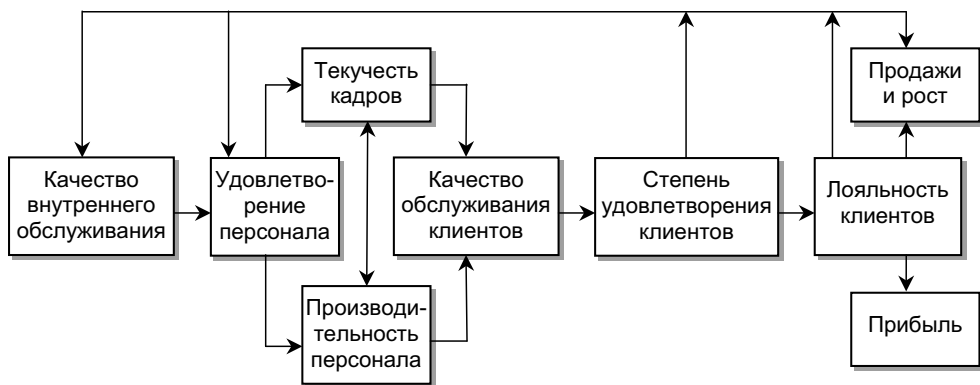 Текучесть
кадров
Продажи
и рост
Качество
внутреннего
обслуживания
Удовлетво-
рение
персонала
Качество
обслуживания
клиентов
Степень
удовлетворения
клиентов
Лояльность
клиентов
Производи-
тельность
персонала
Прибыль